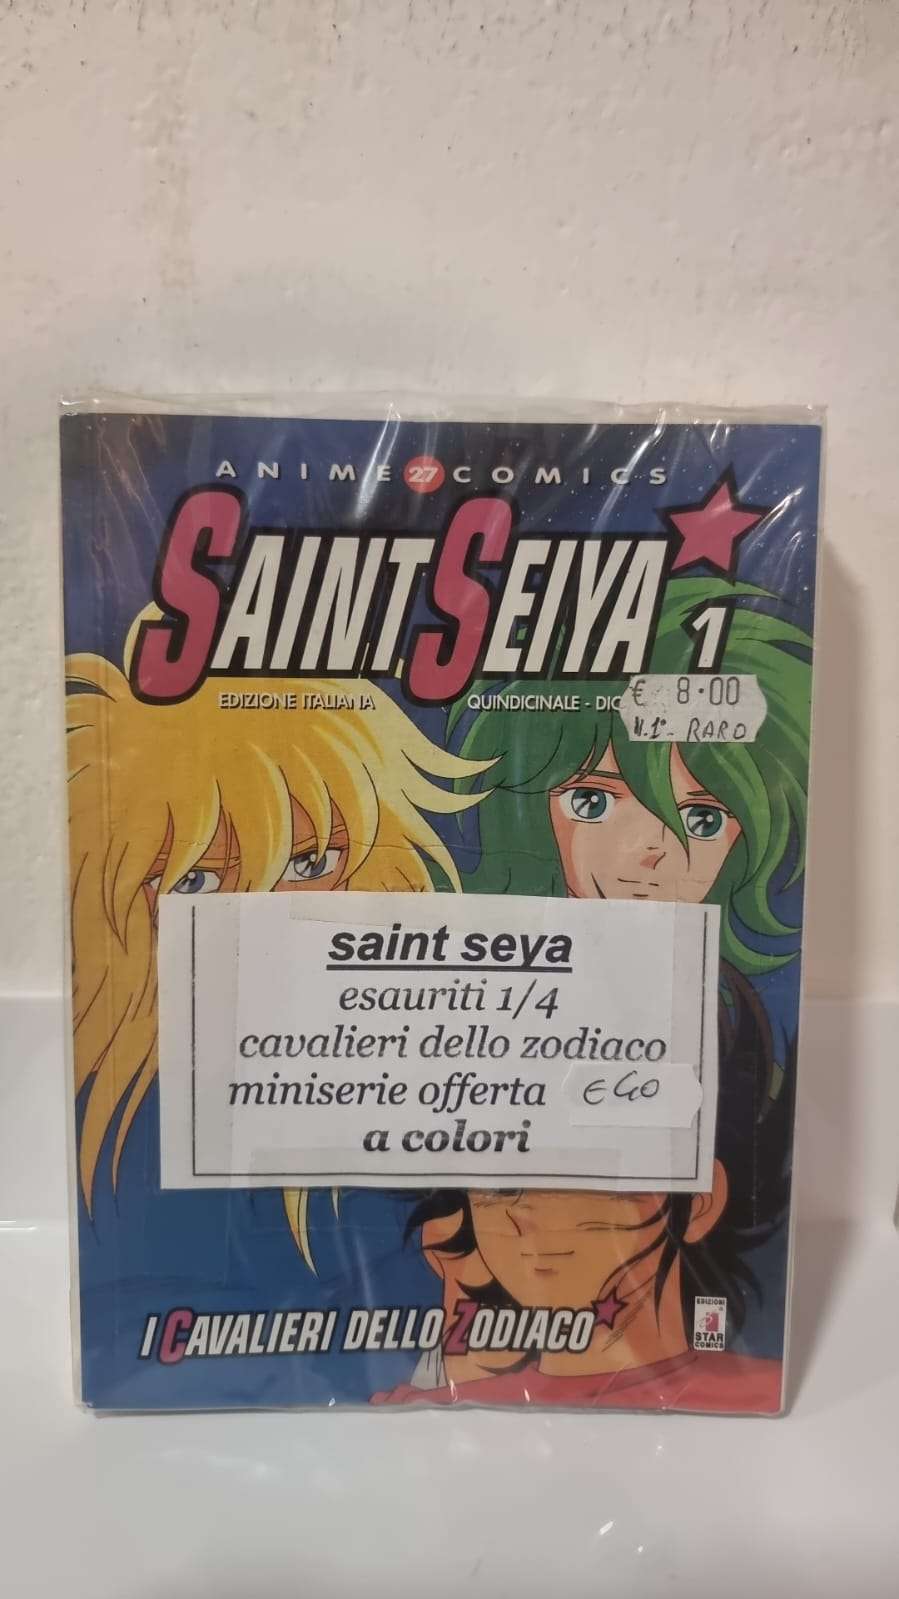 ANIME 27 COMICS
SAINT SEIYA
1
EDIZIONE ITALIANA
QUINDICINALE - DIC
€ 8.00
N.1°- RARO
saint seya
esauriti 1/4
cavalieri dello zodiaco
miniserie offerta € 40
a colori
I CAVALIERI DELLO ZODIACO
EDIZIONI
STAR
COMICS